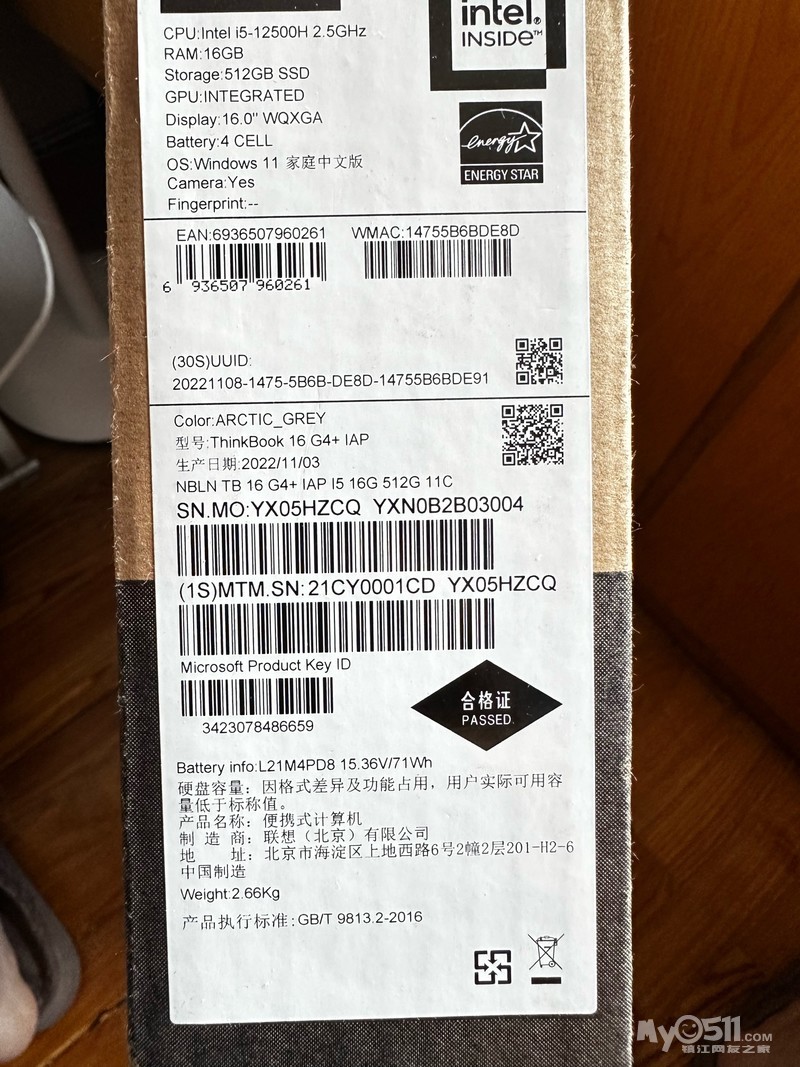 CPU:Intel i5-12500H 2.5GHz
RAM:16GB
Storage:512GB SSD
GPU:INTEGRATED
Display:16.0" WQXGA
Battery:4 CELL
OS:Windows 11 家庭中文版
Camera:Yes
Fingerprint:--
intel®
INSIDE™
energy
ENERGY STAR
EAN:6936507960261
WMAC:14755B6BDE8D
6 936507 960261
(30S)UUID:
20221108-1475-5B6B-DE8D-14755B6BDE91
Color:ARCTIC_GREY
型号:ThinkBook 16 G4+ IAP
生产日期:2022/11/03
NBLN TB 16 G4+ IAP I5 16G 512G 11C
SN.MO:YX05HZCQ YXN0B2B03004
(1S)MTM.SN:21CY0001CD YX05HZCQ
Microsoft Product Key ID
3423078486659
合格证
PASSED.
Battery info:L21M4PD8 15.36V/71Wh
硬盘容量：因格式差异及功能占用，用户实际可用容
量低于标称值。
产品名称：便携式计算机
制 造 商：联想（北京）有限公司
地 址：北京市海淀区上地西路6号2幢2层201-H2-6
中国制造
Weight:2.66Kg
产品执行标准:GB/T 9813.2-2016
My0511.COM
镇江网友之家